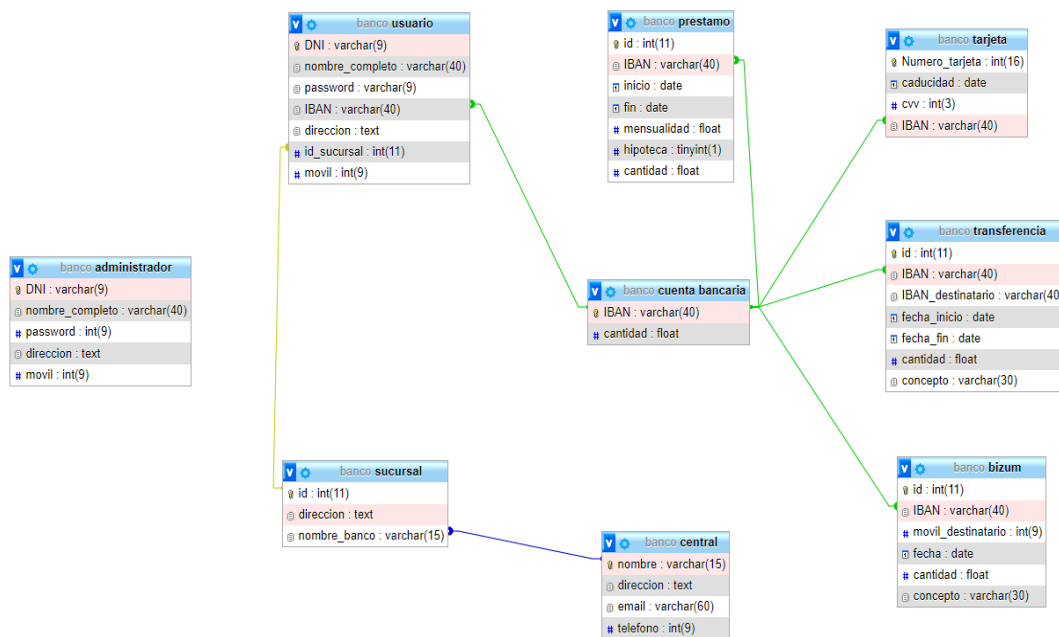 banco usuario
DNI : varchar(9)
nombre_completo : varchar(40)
password : varchar(9)
IBAN : varchar(40)
direccion : text
id_sucursal : int(11)
movil : int(9)
banco prestamo
id : int(11)
IBAN : varchar(40)
inicio : date
fin : date
mensualidad : float
hipoteca : tinyint(1)
cantidad : float
banco tarjeta
Numero_tarjeta : int(16)
caducidad : date
cvv : int(3)
IBAN : varchar(40)
banco administrador
DNI : varchar(9)
nombre_completo : varchar(40)
password : int(9)
direccion : text
movil : int(9)
banco cuenta bancaria
IBAN : varchar(40)
cantidad : float
banco transferencia
id : int(11)
IBAN : varchar(40)
IBAN_destinatario : varchar(40
fecha_inicio : date
fecha_fin : date
cantidad : float
concepto : varchar(30)
banco sucursal
id : int(11)
direccion : text
nombre_banco : varchar(15)
banco central
nombre : varchar(15)
direccion : text
email : varchar(60)
telefono : int(9)
banco bizum
id : int(11)
IBAN : varchar(40)
movil_destinatario : int(9)
fecha : date
cantidad : float
concepto : varchar(30)